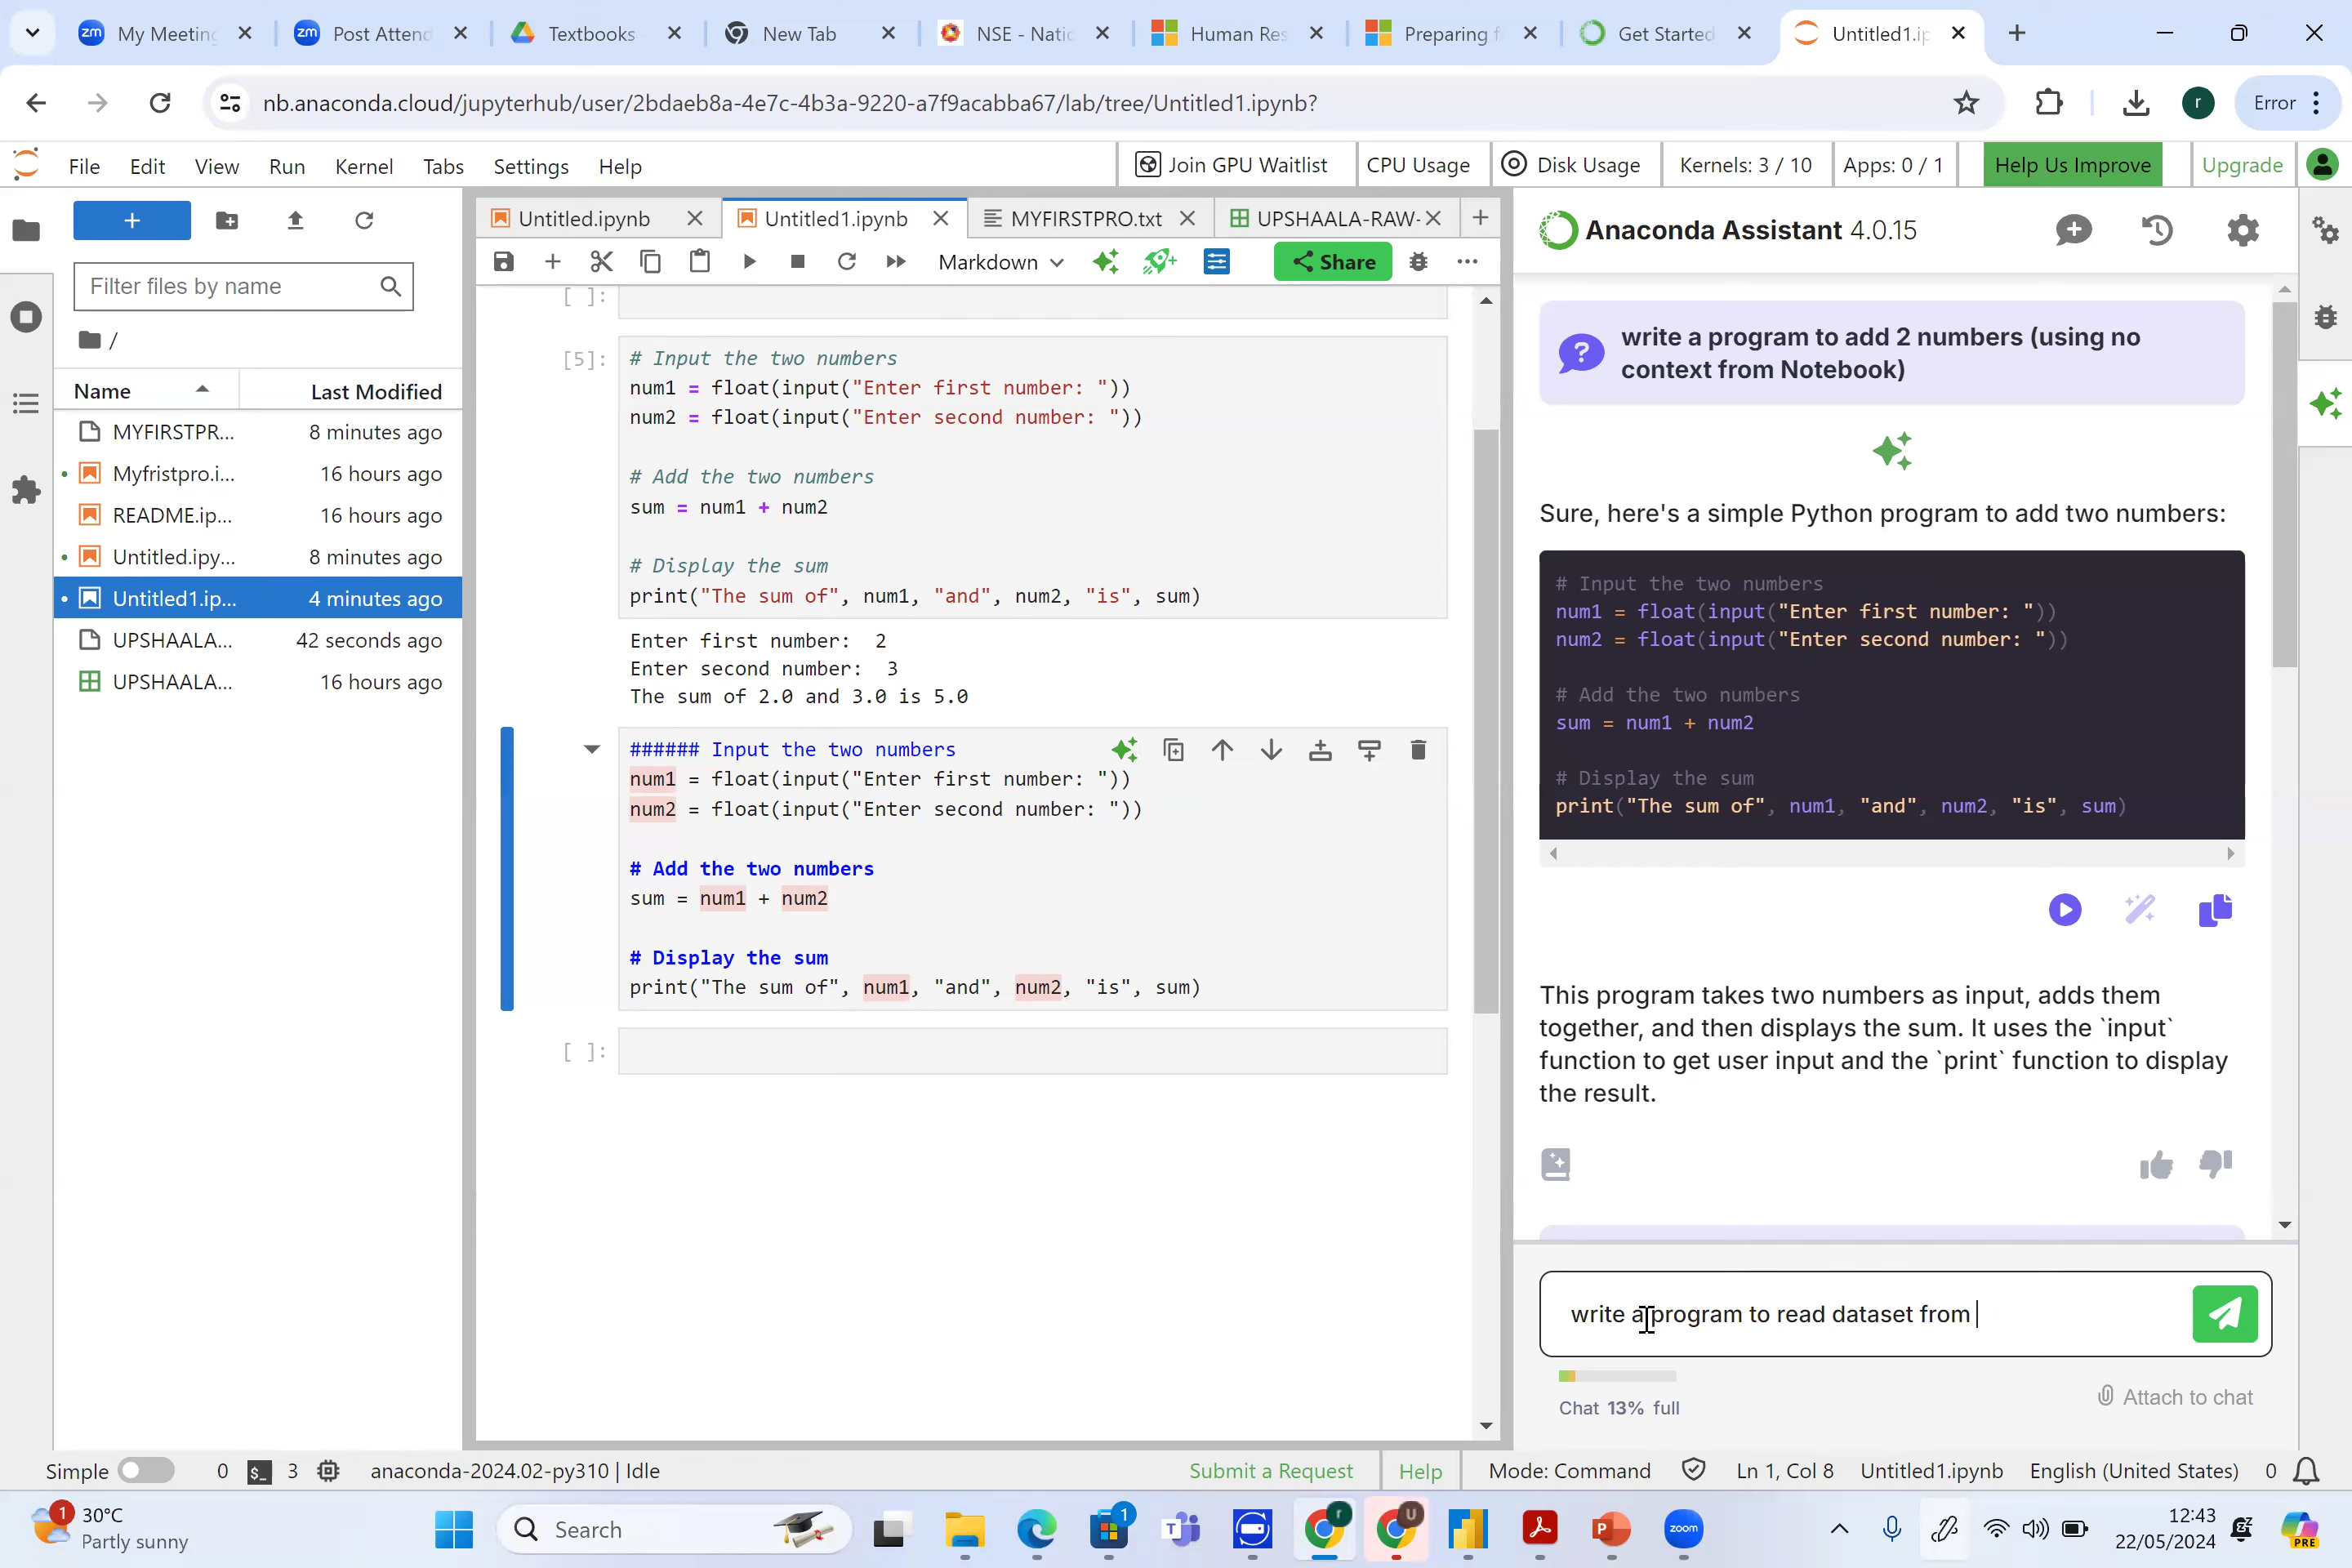 My Meeting
Post Attend
Textbooks
New Tab
NSE - Natic
Human Res
Preparing f
Get Started
Untitled1.ip
nb.anaconda.cloud/jupyterhub/user/2bdaeb8a-4e7c-4b3a-9220-a7f9acabba67/lab/tree/Untitled1.ipynb?
r
Error
File Edit View Run Kernel Tabs Settings Help
Join GPU Waitlist
CPU Usage
Disk Usage
Kernels: 3 / 10
Apps: 0 / 1
Help Us Improve
Upgrade
Filter files by name
/
Name Last Modified
MYFIRSTPR... 8 minutes ago
Myfristpro.i... 16 hours ago
README.ip... 16 hours ago
Untitled.ipy... 8 minutes ago
Untitled1.ip... 4 minutes ago
UPSHAALA... 42 seconds ago
UPSHAALA... 16 hours ago
Untitled.ipynb
Untitled1.ipynb
MYFIRSTPRO.txt
UPSHAALA-RAW-
Markdown
Share
[ ]:
[5]:
# Input the two numbers
num1 = float(input("Enter first number: "))
num2 = float(input("Enter second number: "))
# Add the two numbers
sum = num1 + num2
# Display the sum
print("The sum of", num1, "and", num2, "is", sum)
Enter first number: 2
Enter second number: 3
The sum of 2.0 and 3.0 is 5.0
###### Input the two numbers
num1 = float(input("Enter first number: "))
num2 = float(input("Enter second number: "))
# Add the two numbers
sum = num1 + num2
# Display the sum
print("The sum of", num1, "and", num2, "is", sum)
[ ]:
Anaconda Assistant 4.0.15
write a program to add 2 numbers (using no
context from Notebook)
Sure, here's a simple Python program to add two numbers:
# Input the two numbers
num1 = float(input("Enter first number: "))
num2 = float(input("Enter second number: "))
# Add the two numbers
sum = num1 + num2
# Display the sum
print("The sum of", num1, "and", num2, "is", sum)
This program takes two numbers as input, adds them
together, and then displays the sum. It uses the `input`
function to get user input and the `print` function to display
the result.
write a program to read dataset from
Chat 13% full
Attach to chat
Simple
0
3
anaconda-2024.02-py310 | Idle
Submit a Request
Help
Mode: Command
Ln 1, Col 8
Untitled1.ipynb
English (United States)
0
1
30°C
Partly sunny
Search
1
r
U
zoom
12:43
22/05/2024
PRE